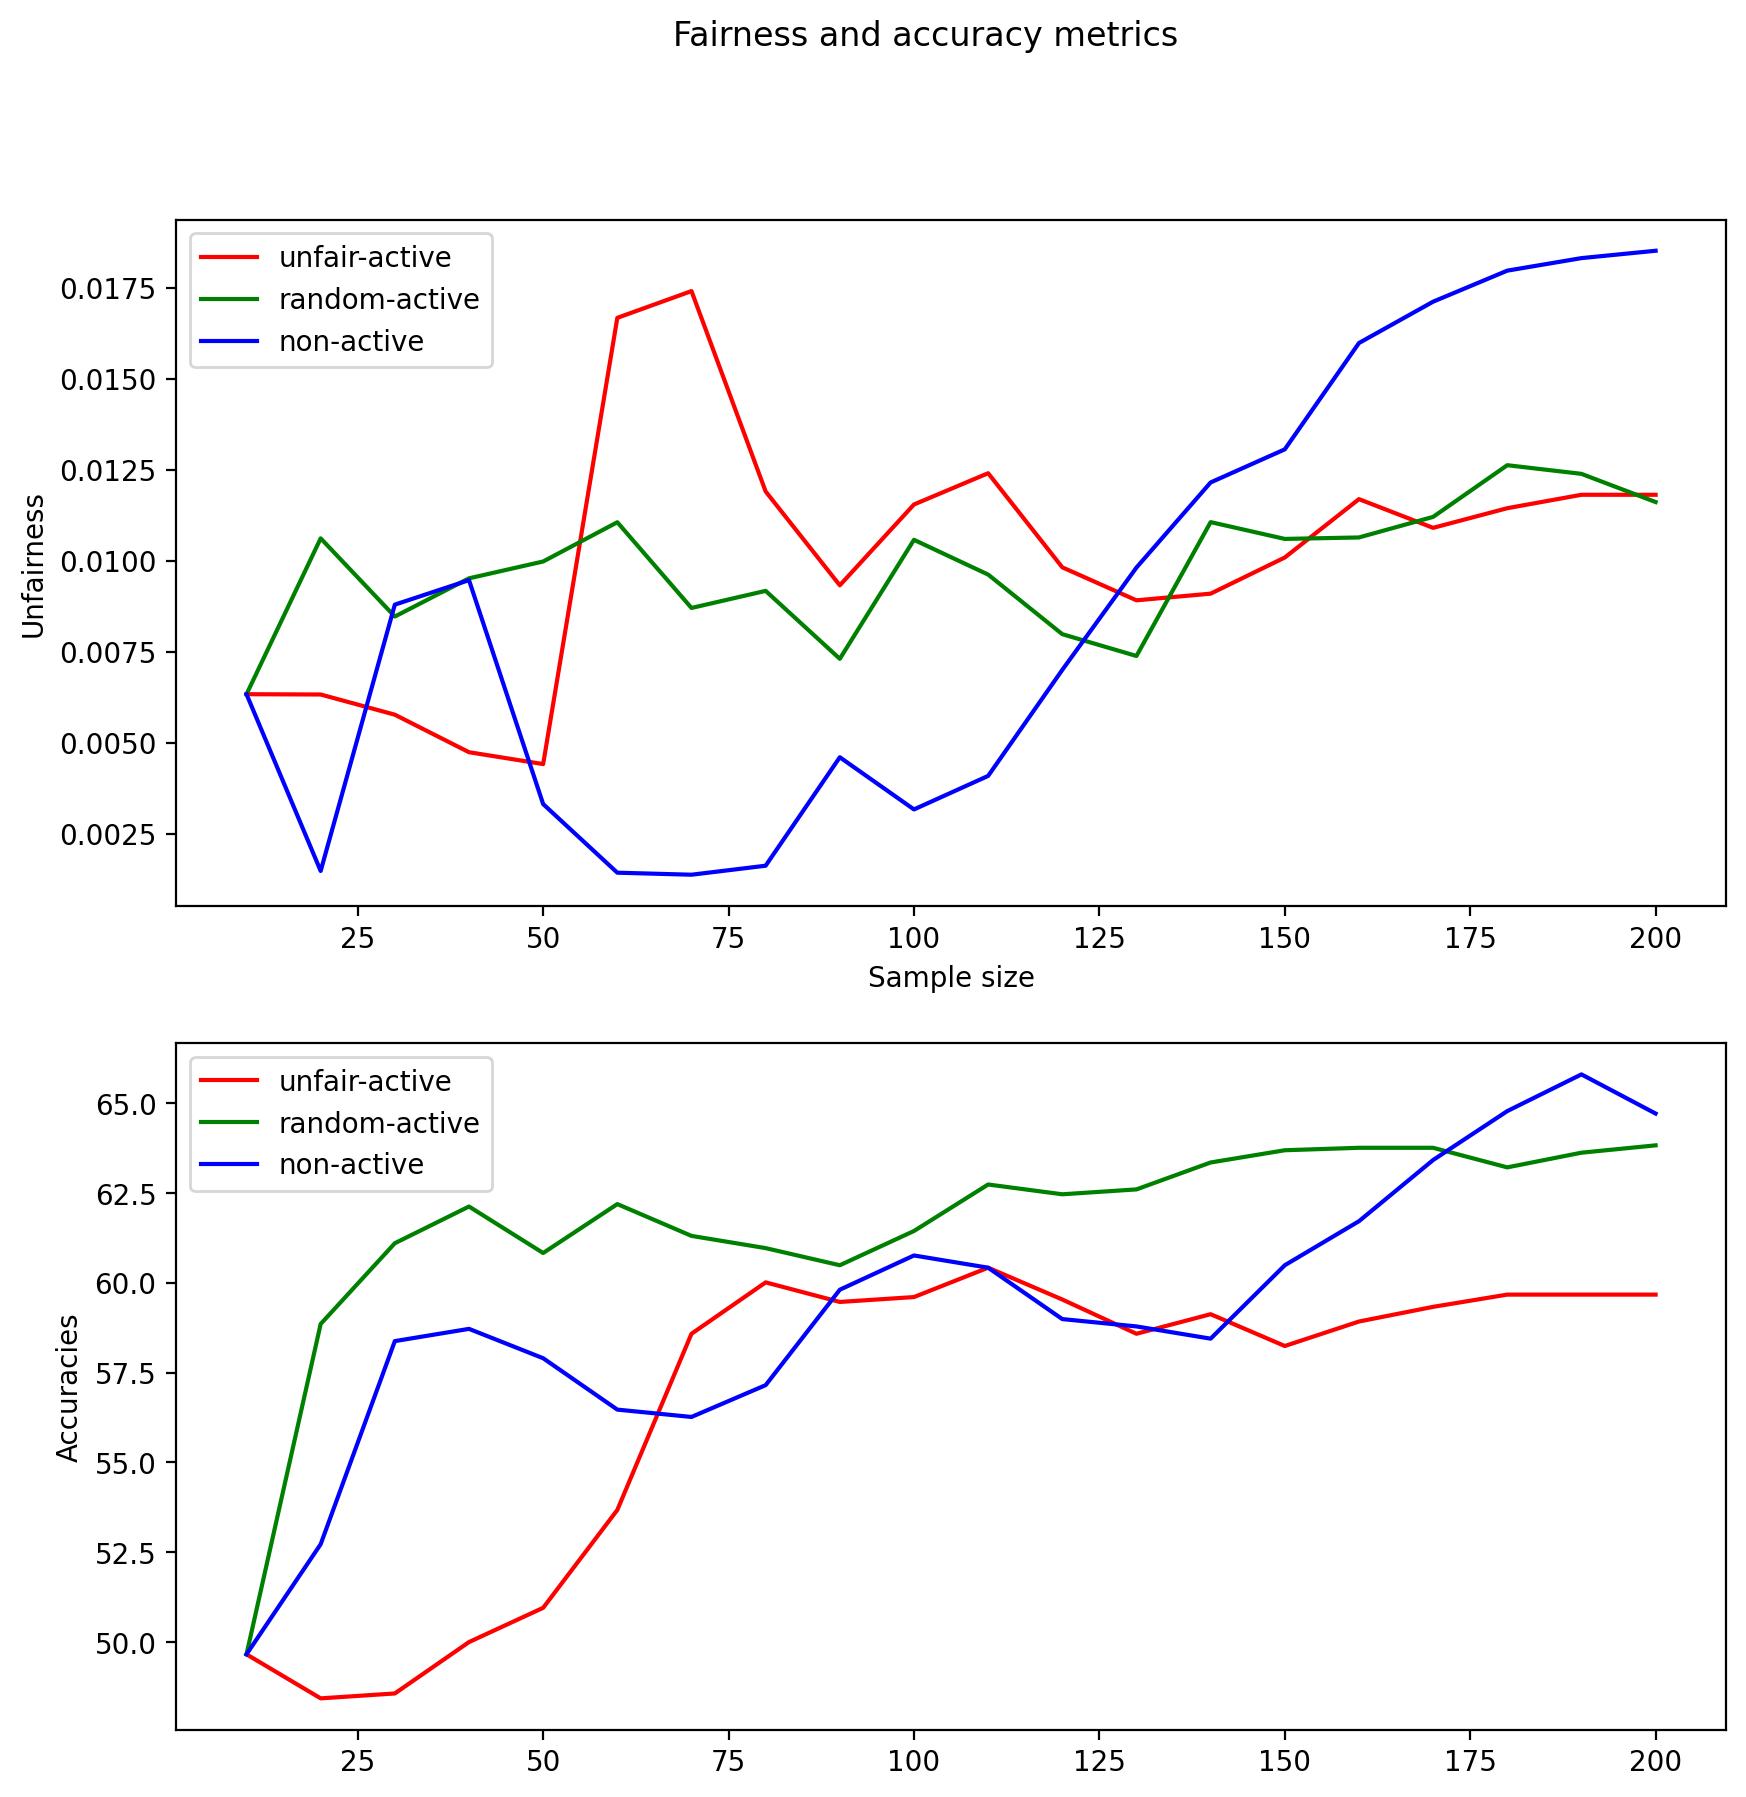 Fairness and accuracy metrics
unfair-active
random-active
non-active
0.0175
0.0150
0.0125
0.0100
0.0075
0.0050
0.0025
Unfairness
25 50 75 100 125 150 175 200
Sample size
unfair-active
random-active
non-active
65.0
62.5
60.0
57.5
55.0
52.5
50.0
Accuracies
25 50 75 100 125 150 175 200